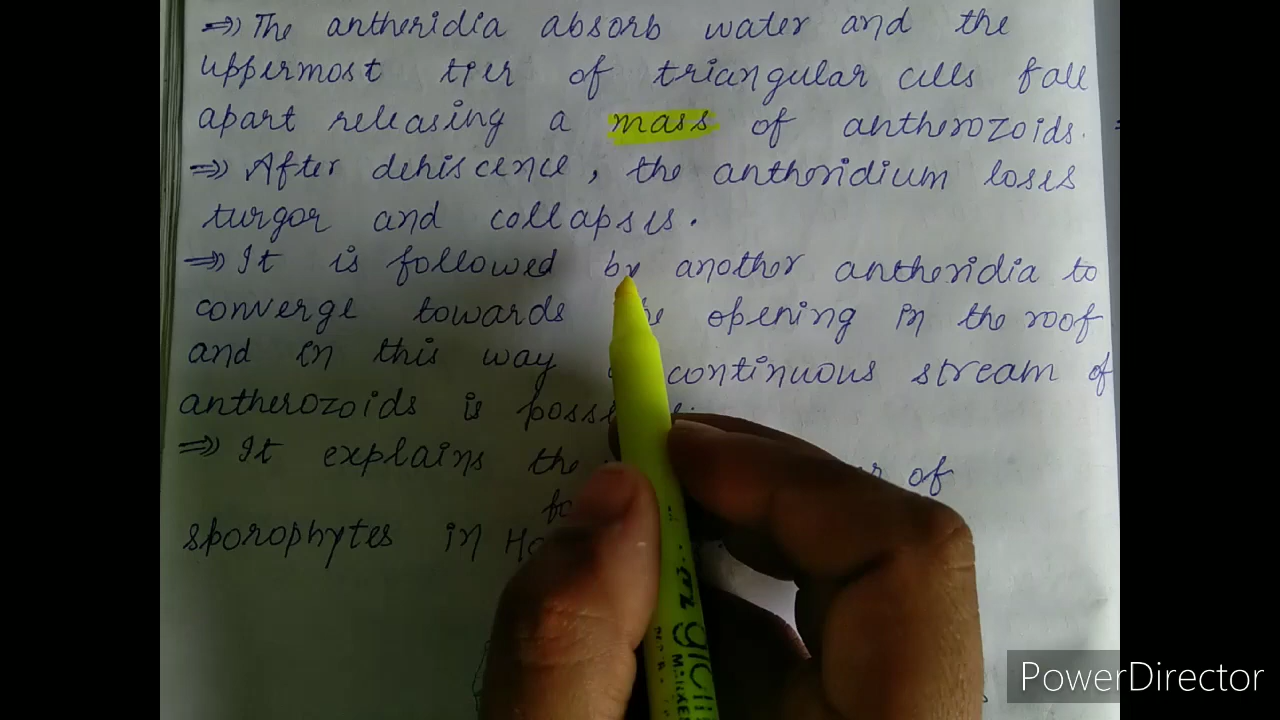 ⇒ The antheridia absorb water and the
uppermost tier of triangular cells fall
apart releasing a mass of antherozoids.
⇒ After dehiscence, the antheridium loses
turgor and collapses.
⇒ It is followed by another antheridia to
converge towards opening in the roof
and in this way continuous stream of
antherozoids is
⇒ It explains the of
sporophytes in
PowerDirector